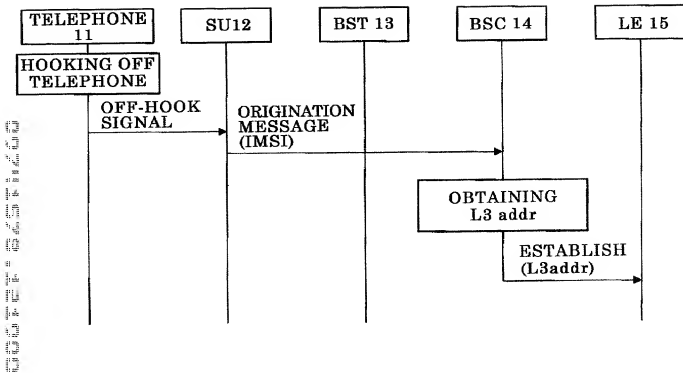 TELEPHONE
11
SU12
BST 13
BSC 14
LE 15
HOOKING OFF
TELEPHONE
OFF-HOOK
SIGNAL
ORIGINATION
MESSAGE
(IMSI)
OBTAINING
L3 addr
ESTABLISH
(L3addr)